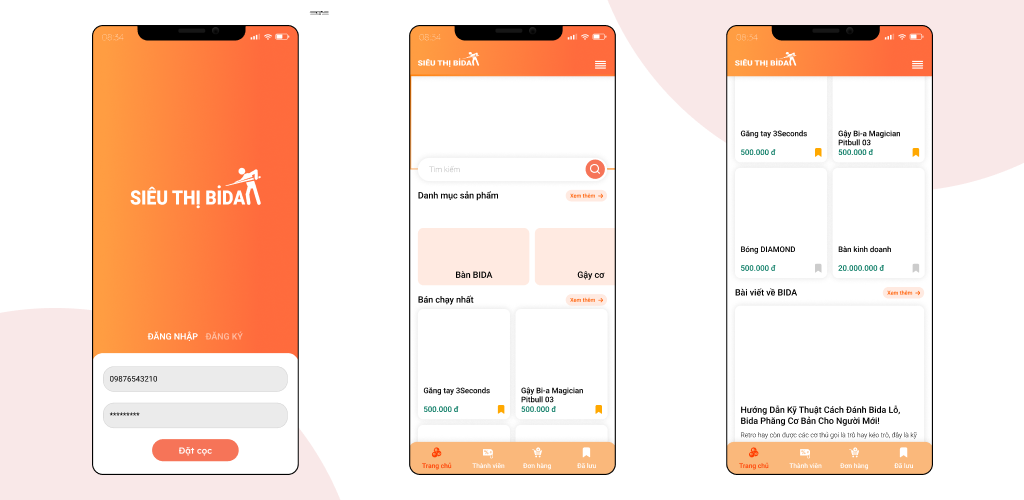 08:54
SIÊU THỊ BIDA
ĐĂNG NHẬP ĐĂNG KÝ
09876543210
*********
Đặt cọc
08:54
SIÊU THỊ BIDA
Tìm kiếm
Danh mục sản phẩm
Xem thêm →
Bàn BIDA
Gậy cơ
Bán chạy nhất
Xem thêm →
Găng tay 3Seconds
500.000 đ
Gậy Bi-a Magician
Pitbull 03
500.000 đ
Trang chủ
Thành viên
Đơn hàng
Đã lưu
08:54
SIÊU THỊ BIDA
Găng tay 3Seconds
500.000 đ
Gậy Bi-a Magician
Pitbull 03
500.000 đ
Bóng DIAMOND
500.000 đ
Bàn kinh doanh
20.000.000 đ
Bài viết về BIDA
Xem thêm →
Hướng Dẫn Kỹ Thuật Cách Đánh Bida Lỗ,
Bida Phăng Cơ Bản Cho Người Mới!
Retro hay còn được các cơ thủ gọi là trô hay kéo trô, đây là kỹ
Trang chủ
Thành viên
Đơn hàng
Đã lưu